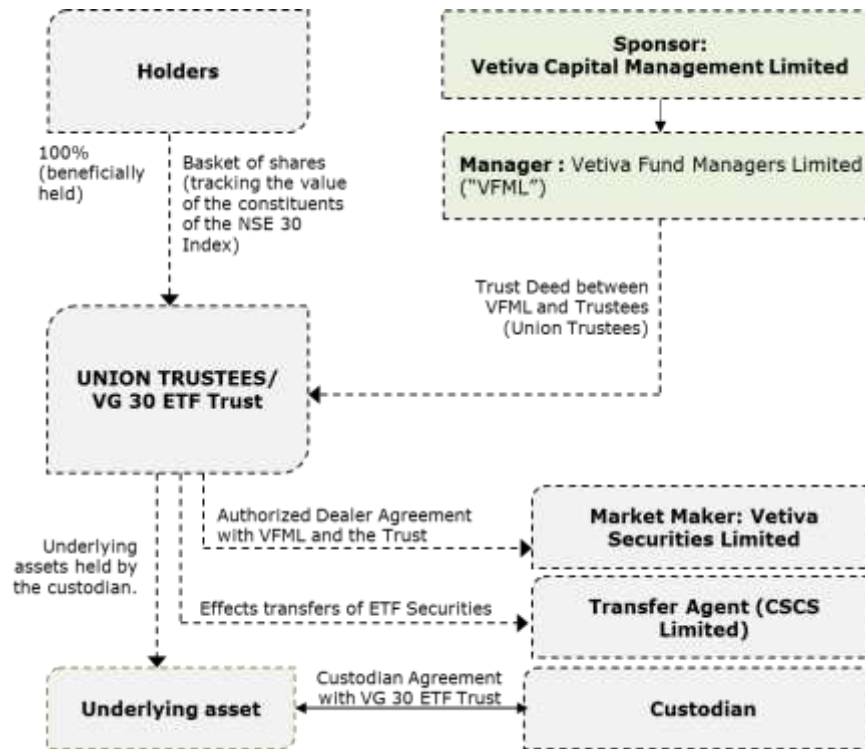 Holders
Sponsor:
Vetiva Capital Management Limited
100%
(beneficially
held)
Basket of shares
(tracking the value
of the constituents
of the NSE 30
Index)
Manager : Vetiva Fund Managers Limited
("VFML")
Trust Deed between
VFML and Trustees
(Union Trustees)
UNION TRUSTEES/
VG 30 ETF Trust
Authorized Dealer Agreement
with VFML and the Trust
Market Maker: Vetiva
Securities Limited
Underlying
assets held by
the custodian.
Effects transfers of ETF Securities
Transfer Agent (CSCS
Limited)
Underlying asset
Custodian Agreement
with VG 30 ETF Trust
Custodian